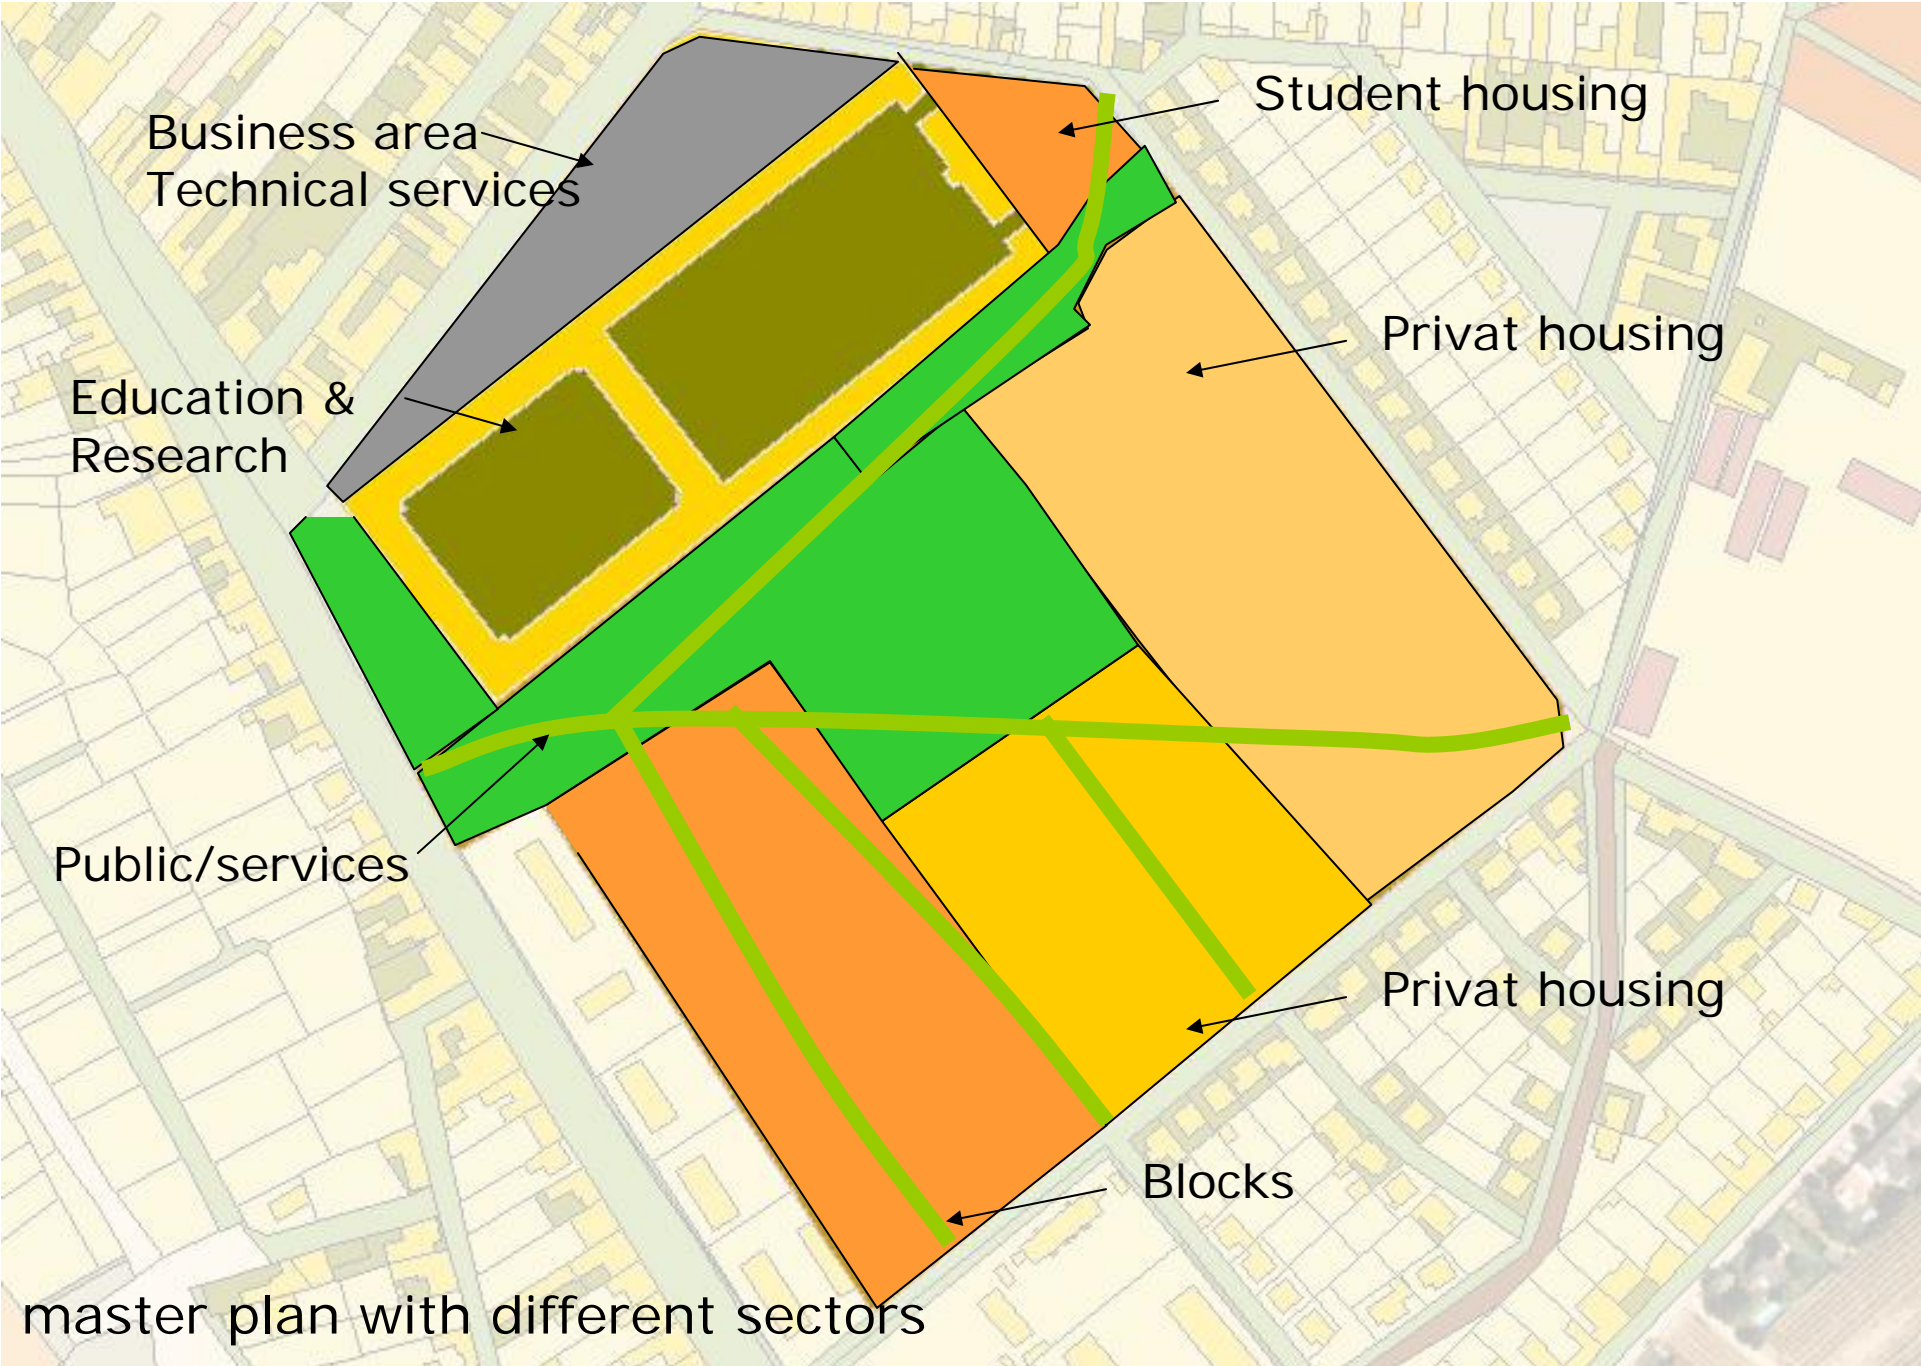 Student housing
Business area
Technical services
Privat housing
Education &
Research
Public/services
Privat housing
Blocks
master plan with different sectors